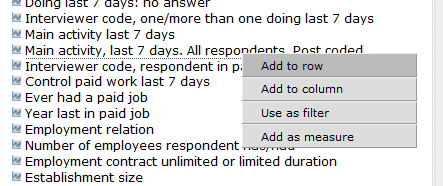 Doing last 7 days: no answer
Interviewer code, one/more than one doing last 7 days
Main activity last 7 days
Main activity, last 7 days. All respondents. Post coded
Interviewer code, respondent in pa
Control paid work last 7 days
Ever had a paid job
Year last in paid job
Employment relation
Number of employees respondent has/had
Employment contract unlimited or limited duration
Establishment size
Add to row
Add to column
Use as filter
Add as measure